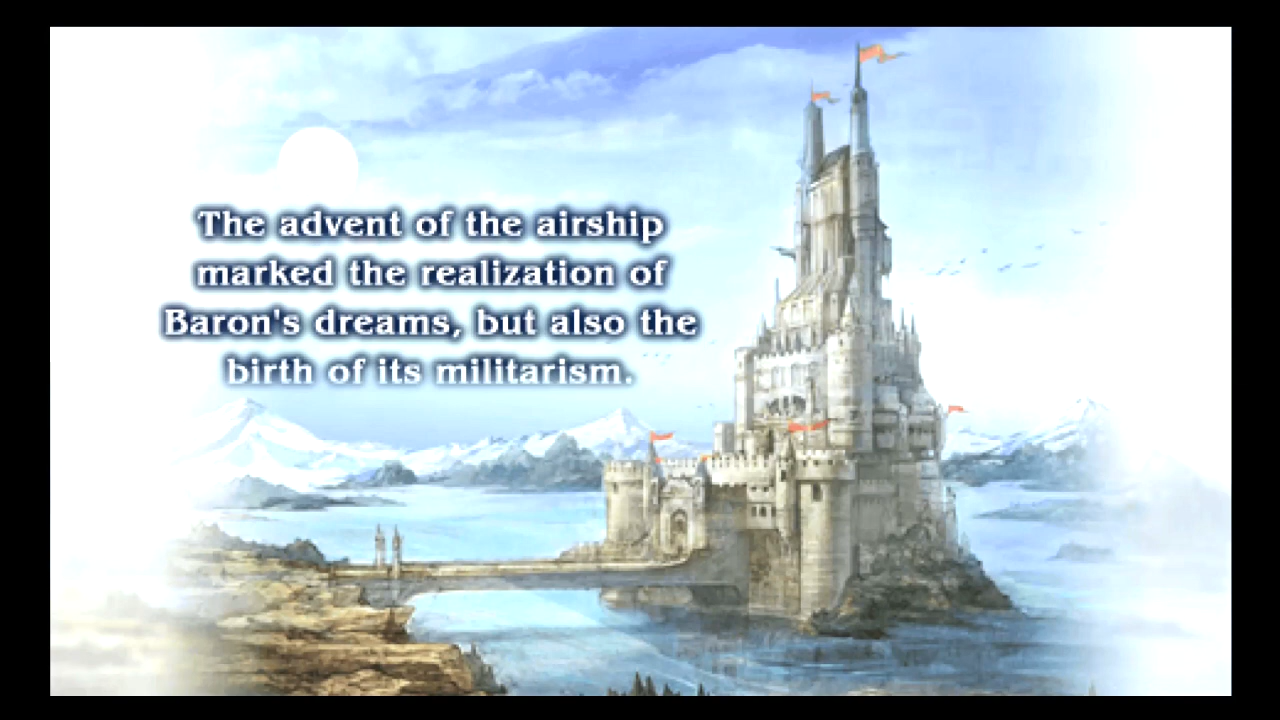 The advent of the airship
marked the realization of
Baron's dreams, but also the
birth of its militarism.